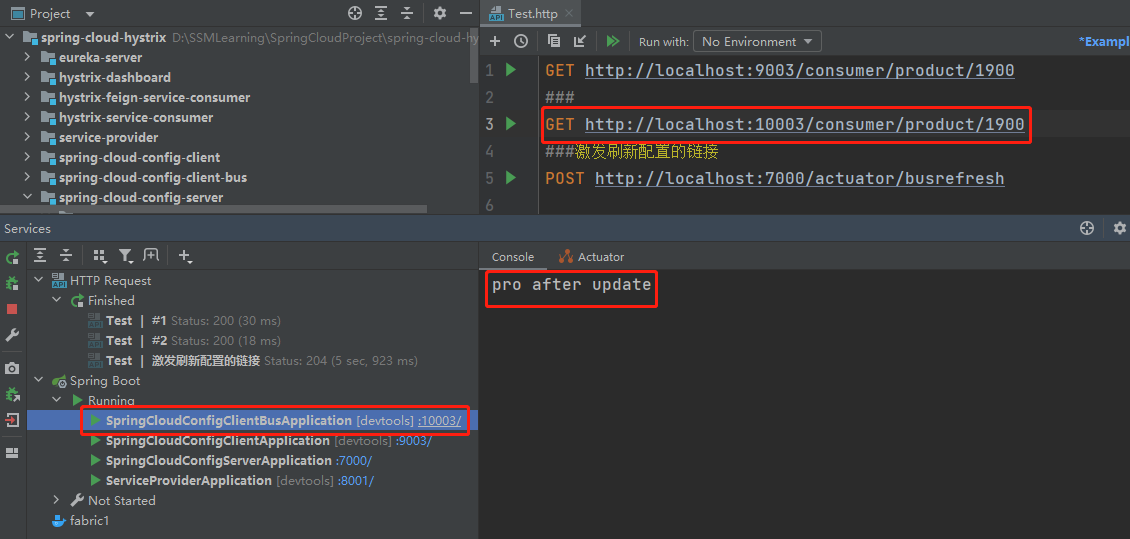 Project
spring-cloud-hystrix D:\SSMLearning\SpringCloudProject\spring-cloud-hy
eureka-server
hystrix-dashboard
hystrix-feign-service-consumer
hystrix-service-consumer
service-provider
spring-cloud-config-client
spring-cloud-config-client-bus
spring-cloud-config-server
Test.http
Run with: No Environment
*Exampl
1 GET http://localhost:9003/consumer/product/1900
2 ###
3 GET http://localhost:10003/consumer/product/1900
4 ###激发刷新配置的链接
5 POST http://localhost:7000/actuator/busrefresh
6
Services
HTTP Request
Finished
Test | #1 Status: 200 (30 ms)
Test | #2 Status: 200 (18 ms)
Test | 激发刷新配置的链接 Status: 204 (5 sec, 923 ms)
Spring Boot
Running
SpringCloudConfigClientBusApplication [devtools] :10003/
SpringCloudConfigClientApplication [devtools] :9003/
SpringCloudConfigServerApplication :7000/
ServiceProviderApplication [devtools] :8001/
Not Started
fabric1
Console
Actuator
pro after update